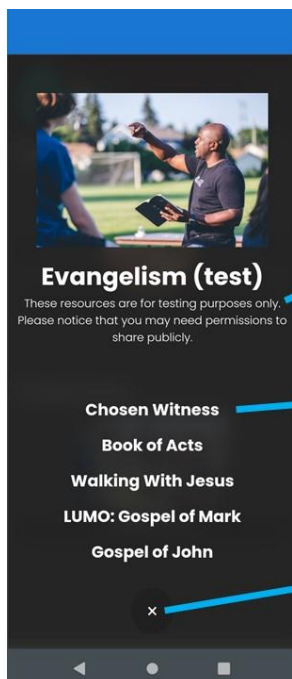 Evangelism (test)
These resources are for testing purposes only.
Please notice that you may need permissions to
share publicly.
Chosen Witness
Book of Acts
Walking With Jesus
LUMO: Gospel of Mark
Gospel of John
×